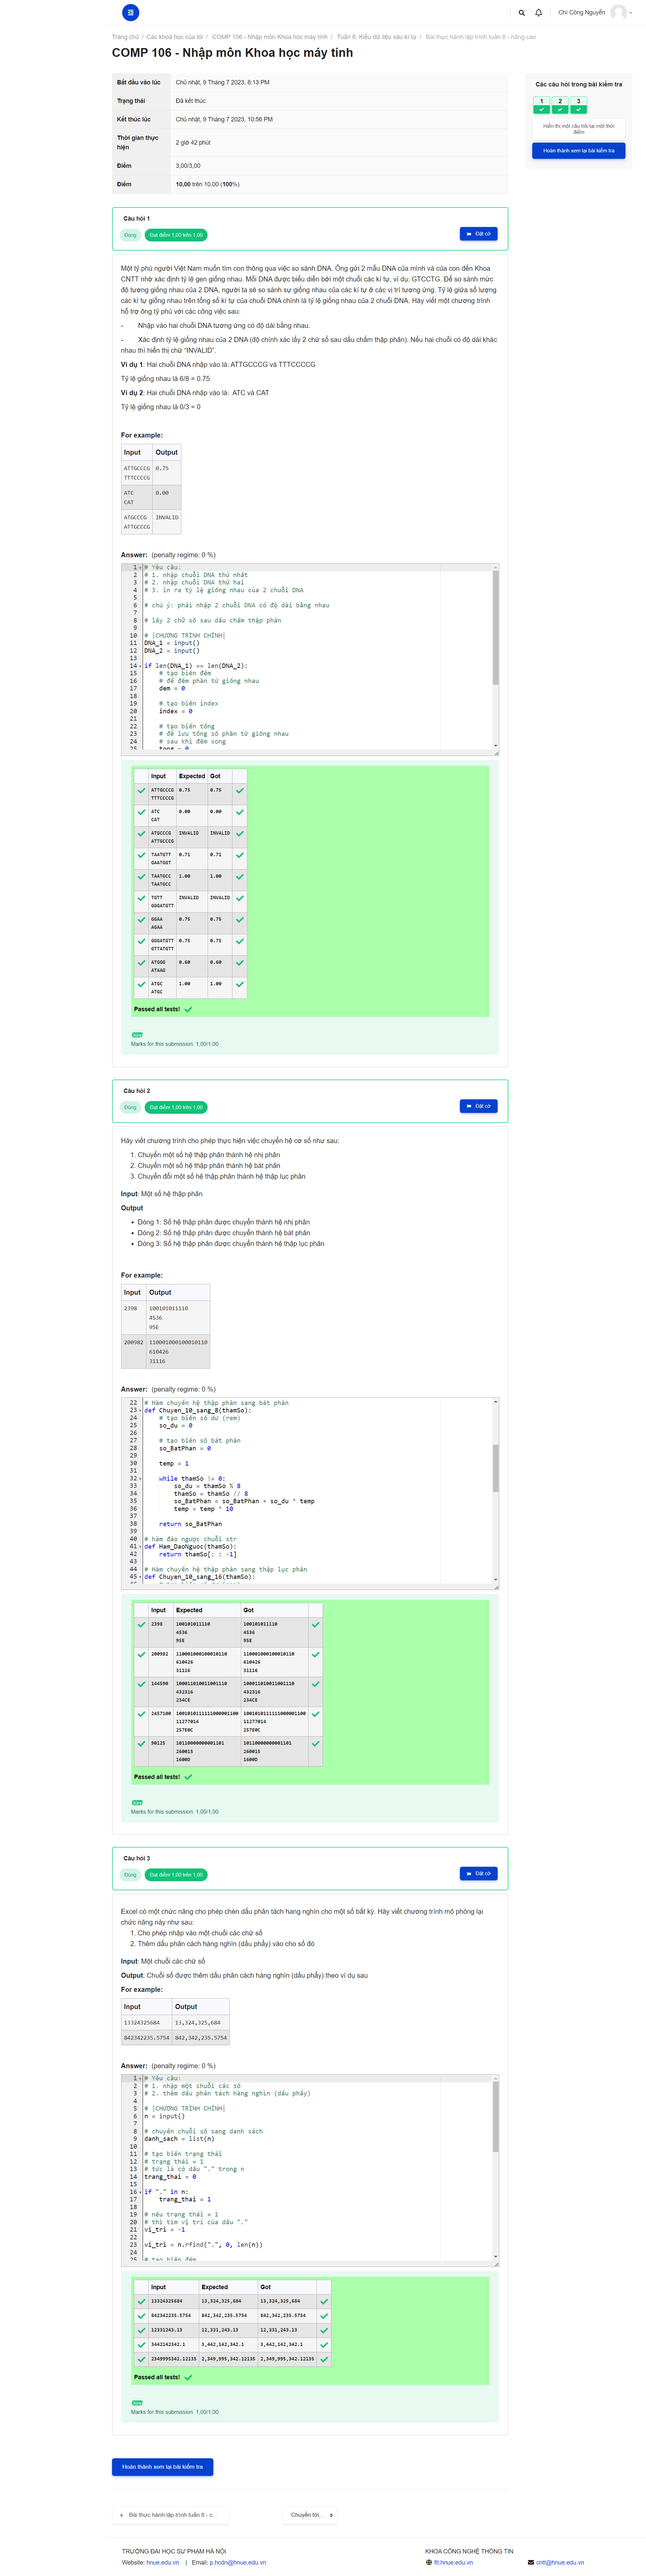 Chí Công Nguyễn
Trang chủ / Các khoá học của tôi / COMP 106 - Nhập môn Khoa học máy tính / Tuần 8: Kiểu dữ liệu xâu kí tự / Bài thực hành lập trình tuần 8 - nâng cao
COMP 106 - Nhập môn Khoa học máy tính
Bắt đầu vào lúc Chủ nhật, 9 Tháng 7 2023, 8:13 PM
Trạng thái Đã kết thúc
Kết thúc lúc Chủ nhật, 9 Tháng 7 2023, 10:56 PM
Thời gian thực hiện 2 giờ 42 phút
Điểm 3,00/3,00
Điểm 10,00 trên 10,00 (100%)
Các câu hỏi trong bài kiểm tra
1 2 3
Hiển thị một câu hỏi tại một thời điểm
Hoàn thành xem lại bài kiểm tra
Câu hỏi 1
Đúng Đạt điểm 1,00 trên 1,00 Đặt cờ
Một tỷ phú người Việt Nam muốn tìm con thông qua việc so sánh DNA. Ông gửi 2 mẫu DNA của mình và của con đến Khoa
CNTT nhờ xác định tỷ lệ gen giống nhau. Mỗi DNA được biểu diễn bởi một chuỗi các kí tự, ví dụ: GTCCTG. Để so sánh mức
độ tương giống nhau của 2 DNA, người ta sẽ so sánh sự giống nhau của các kí tự ở các vị trí tương ứng. Tỷ lệ giữa số lượng
các kí tự giống nhau trên tổng số kí tự của chuỗi DNA chính là tỷ lệ giống nhau của 2 chuỗi DNA. Hãy viết một chương trình
hỗ trợ ông tỷ phú với các công việc sau:
- Nhập vào hai chuỗi DNA tương ứng có độ dài bằng nhau.
- Xác định tỷ lệ giống nhau của 2 DNA (độ chính xác lấy 2 chữ số sau dấu chấm thập phân). Nếu hai chuỗi có độ dài khác
nhau thì hiển thị chữ “INVALID”.
Ví dụ 1: Hai chuỗi DNA nhập vào là: ATTGCCCG và TTTCCCCG
Tỷ lệ giống nhau là 6/8 = 0.75
Ví dụ 2: Hai chuỗi DNA nhập vào là: ATC và CAT
Tỷ lệ giống nhau là 0/3 = 0
For example:
Input Output
ATTGCCCG 0.75
TTTCCCCG
ATC 0.00
CAT
ATGCCCG INVALID
ATTGCCCG
Answer: (penalty regime: 0 %)
1 # Yêu cầu:
2 # 1. nhập chuỗi DNA thứ nhất
3 # 2. nhập chuỗi DNA thứ hai
4 # 3. in ra tỷ lệ giống nhau của 2 chuỗi DNA
5
6 # chú ý: phải nhập 2 chuỗi DNA có độ dài bằng nhau
7
8 # lấy 2 chữ số sau dấu chấm thập phân
9
10 # |CHƯƠNG TRÌNH CHÍNH|
11 DNA_1 = input()
12 DNA_2 = input()
13
14 if len(DNA_1) == len(DNA_2):
15 # tạo biến đếm
16 # để đếm phần tử giống nhau
17 dem = 0
18
19 # tạo biến index
20 index = 0
21
22 # tạo biến tổng
23 # để lưu tổng số phần tử giống nhau
24 # sau khi đếm xong
25 tong = 0
Input Expected Got
ATTGCCCG 0.75 0.75
TTTCCCCG
ATC 0.00 0.00
CAT
ATGCCCG INVALID INVALID
ATTGCCCG
TAATGTT 0.71 0.71
GAATGGT
TAATGCC 1.00 1.00
TAATGCC
TGTT INVALID INVALID
GGGATGTT
GGAA 0.75 0.75
AGAA
GGGATGTT 0.75 0.75
GTTATGTT
ATGGG 0.60 0.60
ATAAG
ATGC 1.00 1.00
ATGC
Passed all tests!
Đúng
Marks for this submission: 1,00/1,00.
Câu hỏi 2
Đúng Đạt điểm 1,00 trên 1,00 Đặt cờ
Hãy viết chương trình cho phép thực hiện việc chuyển hệ cơ số như sau:
1. Chuyển một số hệ thập phân thành hệ nhị phân
2. Chuyển một số hệ thập phân thành hệ bát phân
3. Chuyển đổi một số hệ thập phân thành hệ thập lục phân
Input: Một số hệ thập phân
Output
• Dòng 1: Số hệ thập phân được chuyển thành hệ nhị phân
• Dòng 2: Số hệ thập phân được chuyển thành hệ bát phân
• Dòng 3: Số hệ thập phân được chuyển thành hệ thập lục phân
For example:
Input Output
2398 100101011110
4536
95E
200982 110001000100010110
610426
31116
Answer: (penalty regime: 0 %)
22 # Hàm chuyển hệ thập phân sang bát phân
23 def Chuyen_10_sang_8(thamSo):
24 # tạo biến số dư (rem)
25 so_du = 0
26
27 # tạo biến số bát phân
28 so_BatPhan = 0
29
30 temp = 1
31
32 while thamSo != 0:
33 so_du = thamSo % 8
34 thamSo = thamSo // 8
35 so_BatPhan = so_BatPhan + so_du * temp
36 temp = temp * 10
37
38 return so_BatPhan
39
40 # hàm đảo ngược chuỗi str
41 def Ham_DaoNguoc(thamSo):
42 return thamSo[: : -1]
43
44 # Hàm chuyển hệ thập phân sang thập lục phân
45 def Chuyen_10_sang_16(thamSo):
Input Expected Got
2398 100101011110 100101011110
4536 4536
95E 95E
200982 110001000100010110 110001000100010110
610426 610426
31116 31116
144590 100011010011001110 100011010011001110
432316 432316
234CE 234CE
2457100 1001010111111000001100 1001010111111000001100
11277014 11277014
257E0C 257E0C
90125 10110000000001101 10110000000001101
260015 260015
1600D 1600D
Passed all tests!
Đúng
Marks for this submission: 1,00/1,00.
Câu hỏi 3
Đúng Đạt điểm 1,00 trên 1,00 Đặt cờ
Excel có một chức năng cho phép chèn dấu phân tách hang nghìn cho một số bất kỳ. Hãy viết chương trình mô phỏng lại
chức năng này như sau:
1. Cho phép nhập vào một chuỗi các chữ số
2. Thêm dấu phân cách hàng nghìn (dấu phẩy) vào cho số đó
Input: Một chuỗi các chữ số
Output: Chuỗi số được thêm dấu phân cách hàng nghìn (dấu phẩy) theo ví dụ sau
For example:
Input Output
13324325684 13,324,325,684
842342235.5754 842,342,235.5754
Answer: (penalty regime: 0 %)
1 # Yêu cầu:
2 # 1. nhập một chuỗi các số
3 # 2. thêm dấu phân tách hàng nghìn (dấu phẩy)
4
5 # |CHƯƠNG TRÌNH CHÍNH|
6 n = input()
7
8 # chuyển chuỗi số sang danh sách
9 danh_sach = list(n)
10
11 # tạo biến trạng thái
12 # trạng thái = 1
13 # tức là có dấu "." trong n
14 trang_thai = 0
15
16 if "." in n:
17 trang_thai = 1
18
19 # nếu trạng thái = 1
20 # thì tìm vị trí của dấu "."
21 vi_tri = -1
22
23 vi_tri = n.rfind(".", 0, len(n))
24
25 # tạo biến đếm
Input Expected Got
13324325684 13,324,325,684 13,324,325,684
842342235.5754 842,342,235.5754 842,342,235.5754
12331243.13 12,331,243.13 12,331,243.13
3442142342.1 3,442,142,342.1 3,442,142,342.1
2349995342.12135 2,349,995,342.12135 2,349,995,342.12135
Passed all tests!
Đúng
Marks for this submission: 1,00/1,00.
Hoàn thành xem lại bài kiểm tra
Bài thực hành lập trình tuần 8 - c... Chuyển tới...
TRƯỜNG ĐẠI HỌC SƯ PHẠM HÀ NỘI
Website: hnue.edu.vn | Email: p.hcdn@hnue.edu.vn
KHOA CÔNG NGHỆ THÔNG TIN
fit.hnue.edu.vn cntt@hnue.edu.vn